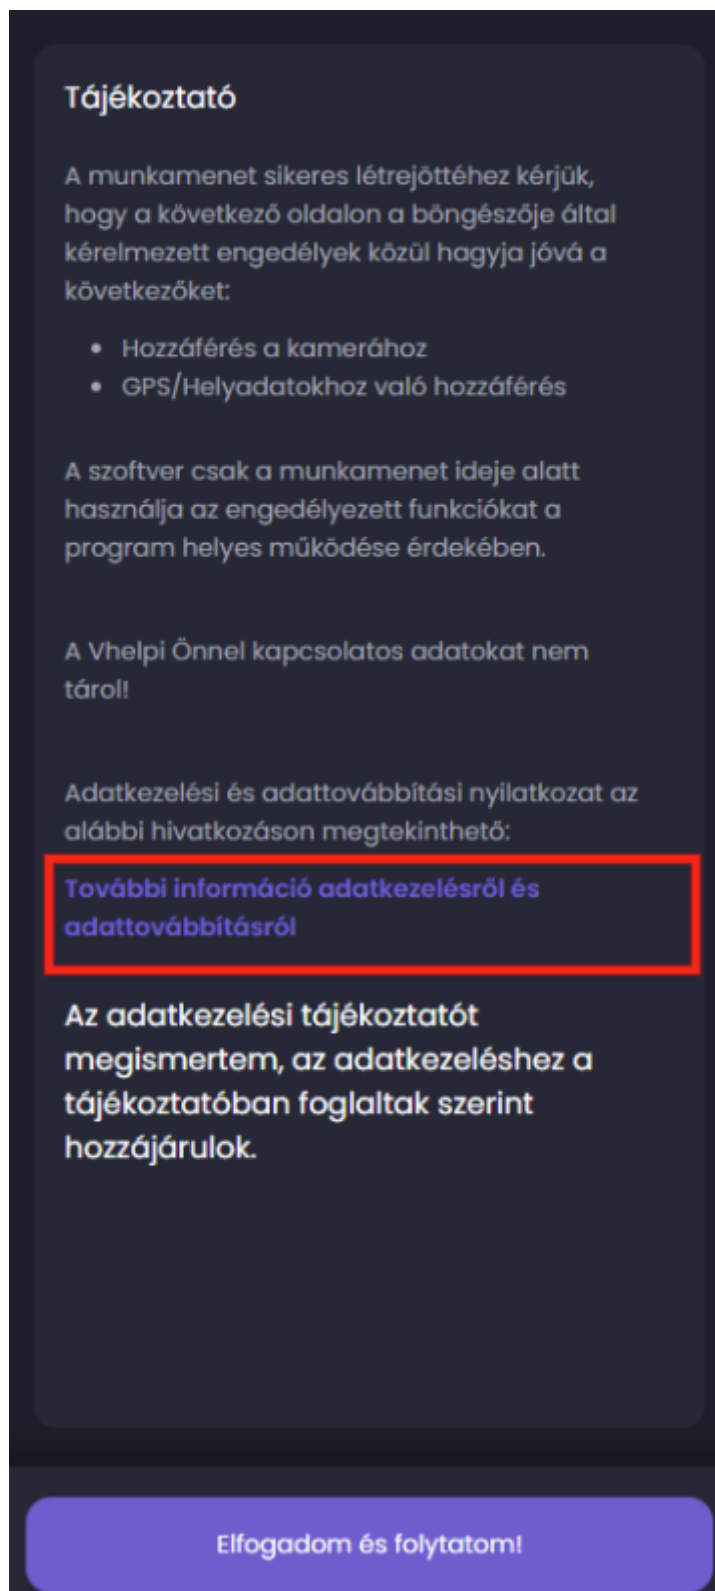 Tájékoztató
A munkamenet sikeres létrejöttéhez kérjük,
hogy a következő oldalon a böngészője által
kérelmezett engedélyek közül hagyja jóvá a
következőket:
• Hozzáférés a kamerához
• GPS/Helyadatokhoz való hozzáférés
A szoftver csak a munkamenet ideje alatt
használja az engedélyezett funkciókat a
program helyes működése érdekében.
A Vhelpi Önnel kapcsolatos adatokat nem
tárol!
Adatkezelési és adattovábbítási nyilatkozat az
alábbi hivatkozáson megtekinthető:
További információ adatkezelésről és
adattovábbításról
Az adatkezelési tájékoztatót
megismertem, az adatkezeléshez a
tájékoztatóban foglaltak szerint
hozzájárulok.
Elfogadom és folytatom!